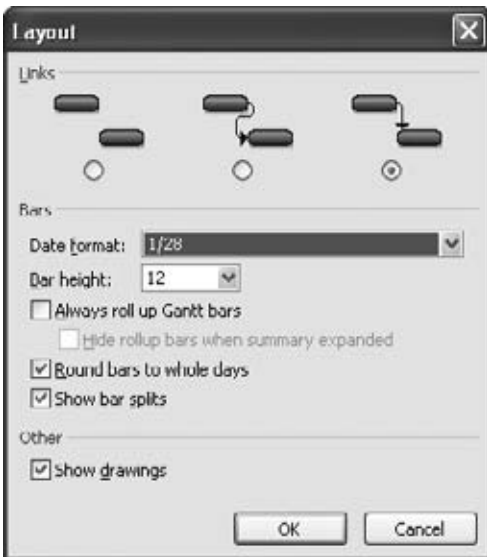 Layout
Links
Bars
Date format: 1/28
Bar height: 12
Always roll up Gantt bars
Hide rollup bars when summary expanded
Round bars to whole days
Show bar splits
Other
Show drawings
OK Cancel